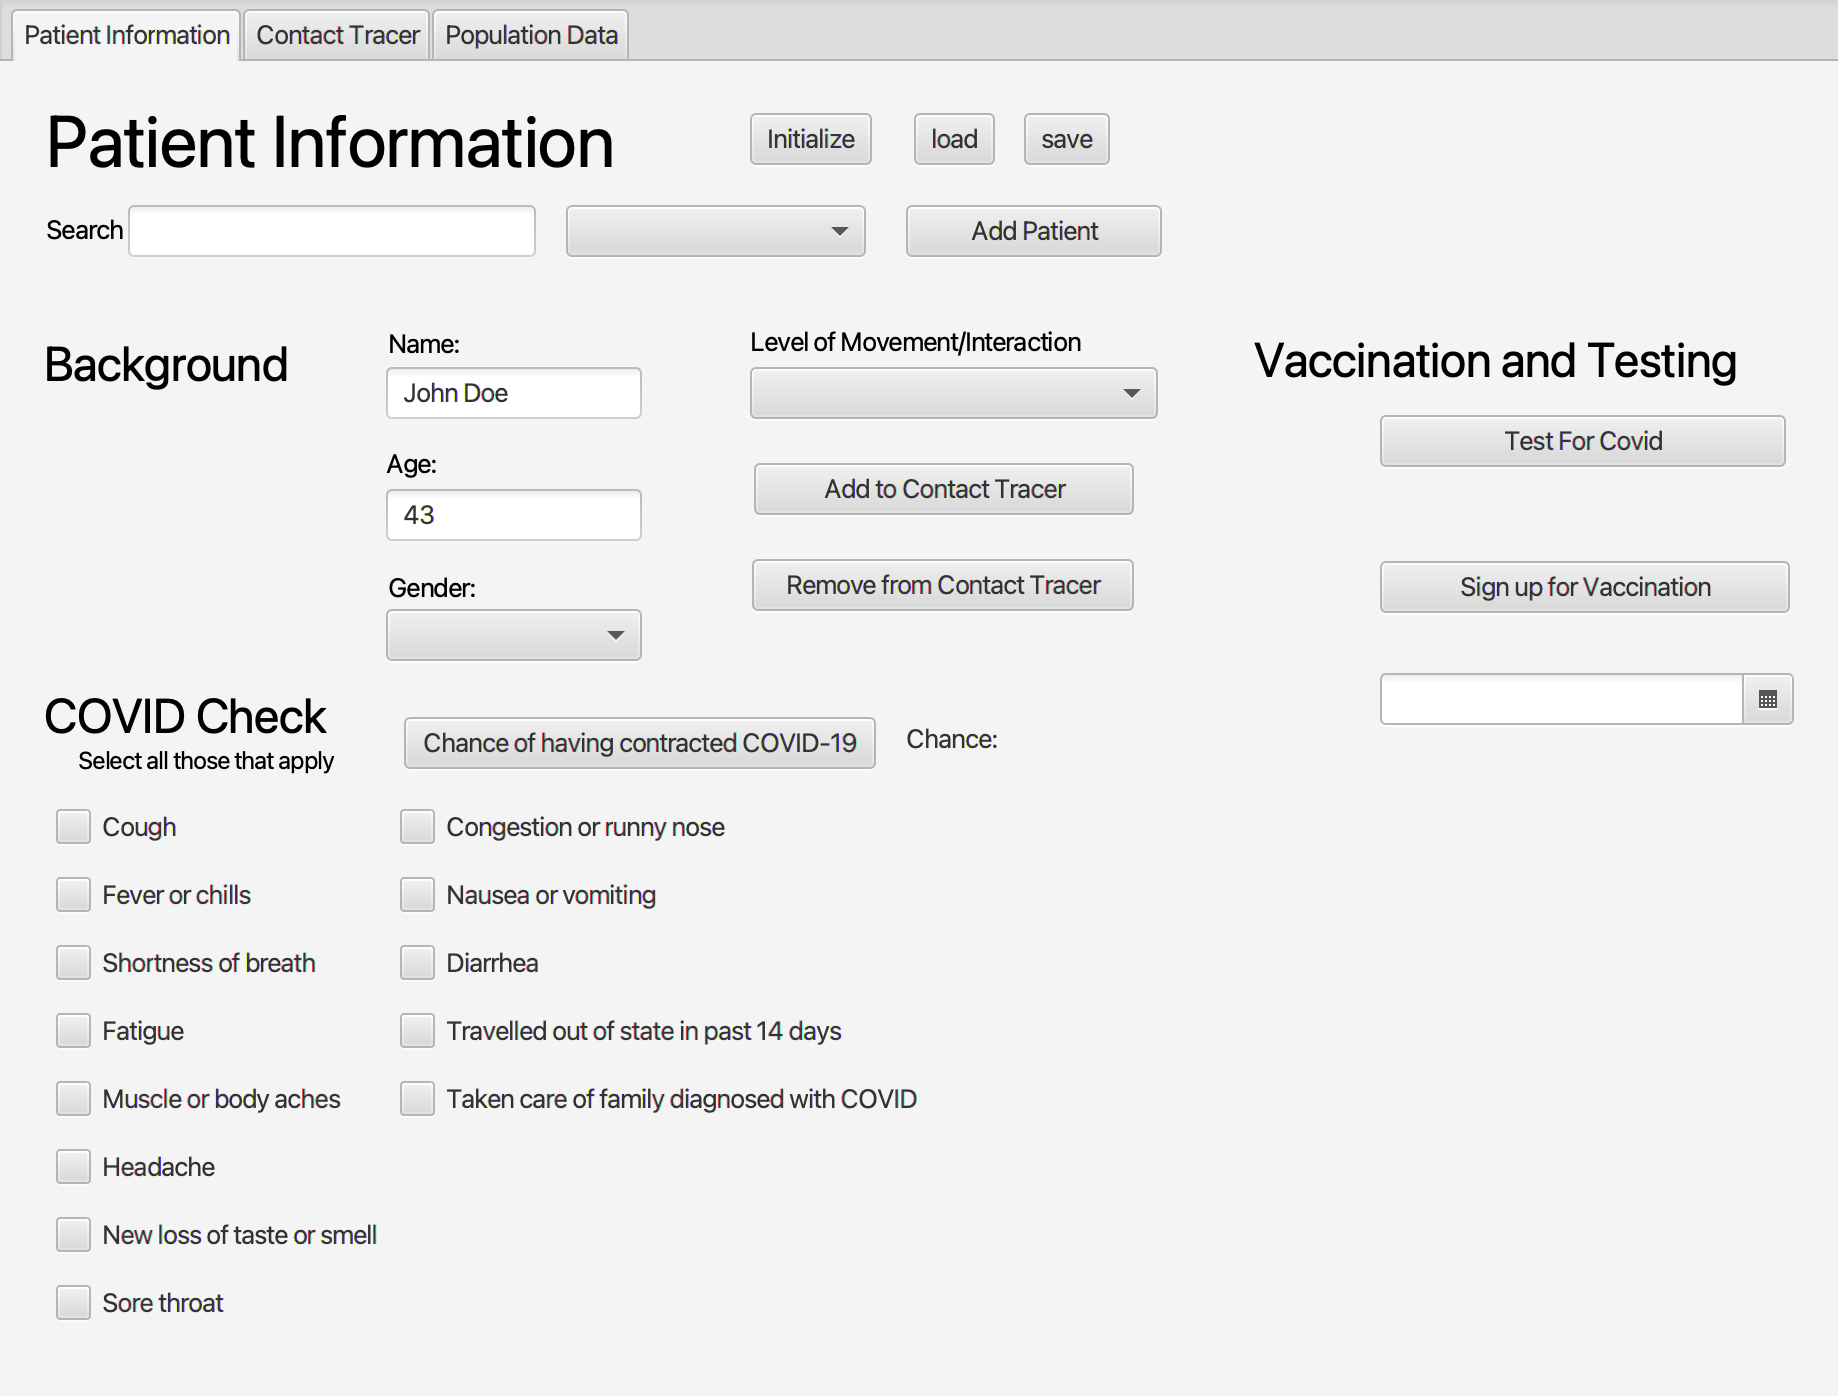 Patient Information Contact Tracer Population Data
Patient Information Initialize load save
Search Add Patient
Background
Name:
John Doe
Age:
43
Gender:
Level of Movement/Interaction
Add to Contact Tracer
Remove from Contact Tracer
Vaccination and Testing
Test For Covid
Sign up for Vaccination
COVID Check
Select all those that apply
Chance of having contracted COVID-19 Chance:
Cough
Fever or chills
Shortness of breath
Fatigue
Muscle or body aches
Headache
New loss of taste or smell
Sore throat
Congestion or runny nose
Nausea or vomiting
Diarrhea
Travelled out of state in past 14 days
Taken care of family diagnosed with COVID